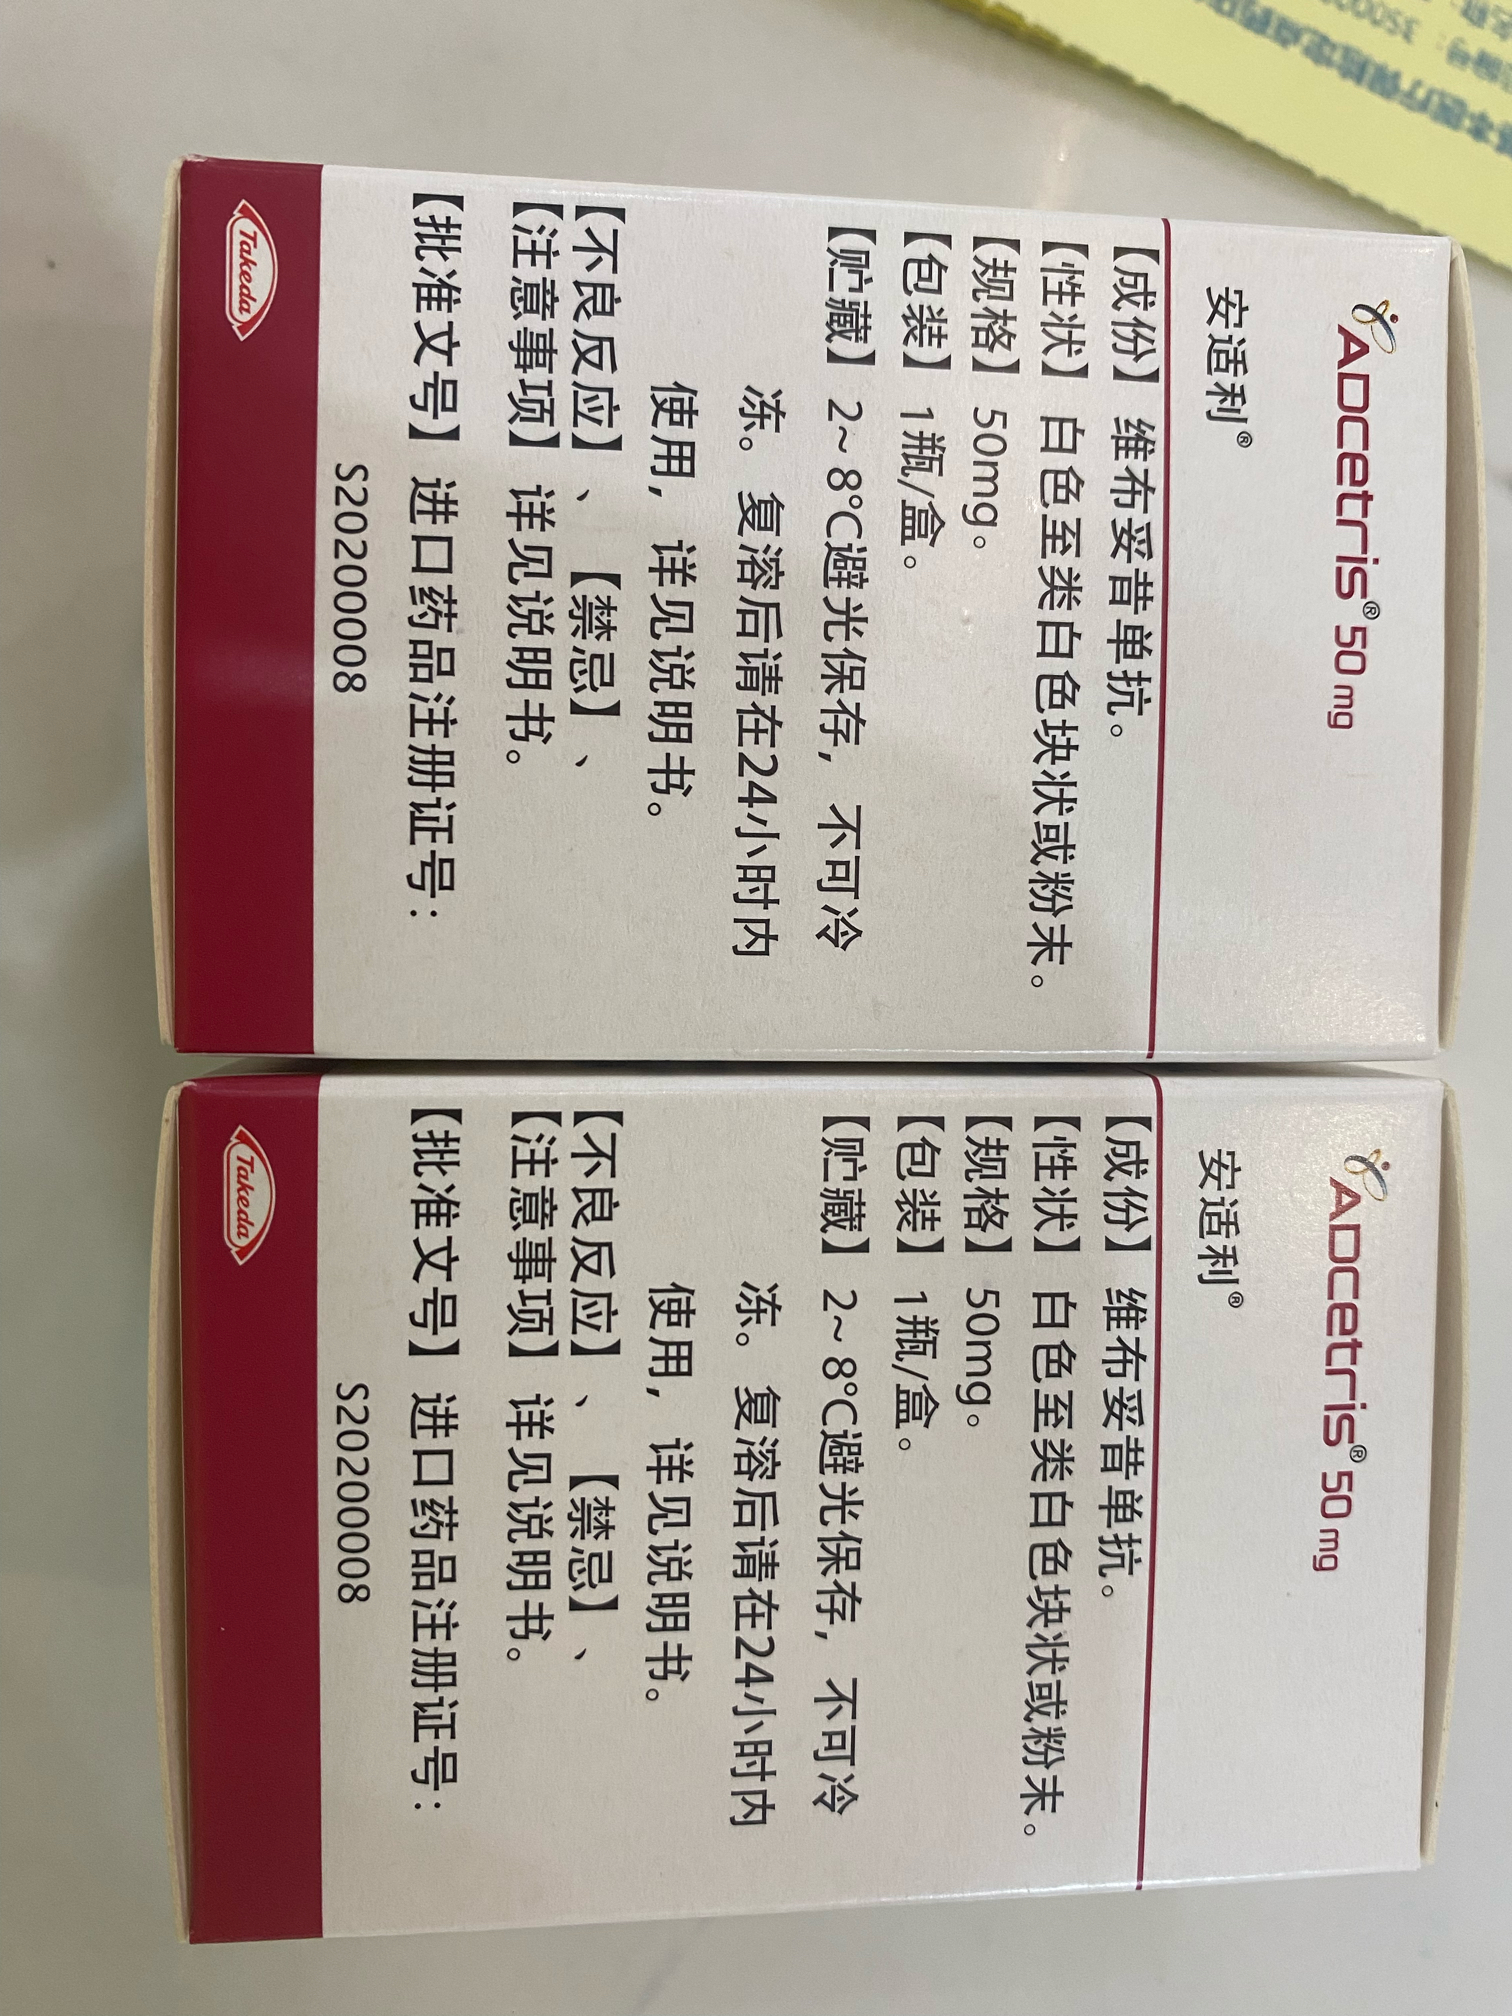 ADCETRIS® 50 mg
安适利®
【成份】 维布妥昔单抗。
【性状】 白色至类白色块状或粉末。
【规格】 50mg。
【包装】 1瓶/盒。
【贮藏】 2~8℃避光保存，不可冷
冻。复溶后请在24小时内
使用，详见说明书。
【不良反应】、【禁忌】、
【注意事项】 详见说明书。
【批准文号】 进口药品注册证号：
S20200008
Takeda
ADCETRIS® 50 mg
安适利®
【成份】 维布妥昔单抗。
【性状】 白色至类白色块状或粉末。
【规格】 50mg。
【包装】 1瓶/盒。
【贮藏】 2~8℃避光保存，不可冷
冻。复溶后请在24小时内
使用，详见说明书。
【不良反应】、【禁忌】、
【注意事项】 详见说明书。
【批准文号】 进口药品注册证号：
S20200008
Takeda